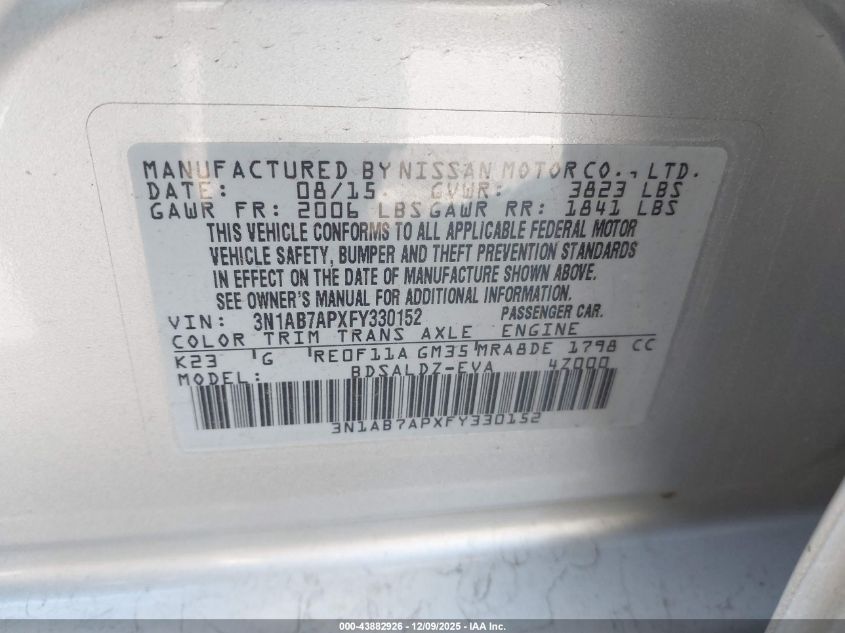 MANUFACTURED BY NISSAN MOTOR CO., LTD.
DATE: 08/15 GVWR: 3823 LBS
GAWR FR: 2006 LBS GAWR RR: 1841 LBS
THIS VEHICLE CONFORMS TO ALL APPLICABLE FEDERAL MOTOR
VEHICLE SAFETY, BUMPER AND THEFT PREVENTION STANDARDS
IN EFFECT ON THE DATE OF MANUFACTURE SHOWN ABOVE.
SEE OWNER'S MANUAL FOR ADDITIONAL INFORMATION.
VIN: 3N1AB7APXFY330152 PASSENGER CAR.
COLOR TRIM TRANS AXLE ENGINE
K23 G RE0F11A GM35 MRA8DE 1798 CC
MODEL: BDSALDZ-EVA 4Z000
3N1AB7APXFY330152
000-43882926 - 12/09/2025 - IAA Inc.